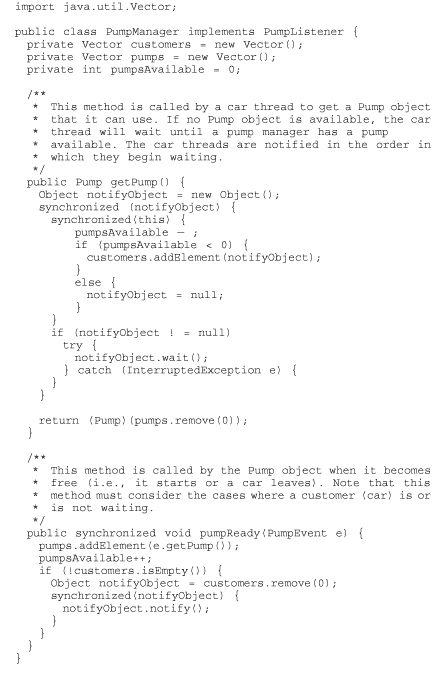 import java.util.Vector;
public class PumpManager implements PumpListener {
private Vector customers = new Vector();
private Vector pumps = new Vector();
private int pumpsAvailable = 0;
/**
* This method is called by a car thread to get a Pump object
* that it can use. If no Pump object is available, the car
* thread will wait until a pump manager has a pump
* available. The car threads are notified in the order in
* which they begin waiting.
*/
public Pump getPump() {
Object notifyObject = new Object();
synchronized (notifyObject) {
synchronized(this) {
pumpsAvailable — ;
if (pumpsAvailable < 0) {
customers.addElement(notifyObject);
}
else {
notifyObject = null;
}
}
if (notifyObject ! = null)
try {
notifyObject.wait();
} catch (InterruptedException e) {
}
}
return (Pump)(pumps.remove(0));
}
/**
* This method is called by the Pump object when it becomes
* free (i.e., it starts or a car leaves). Note that this
* method must consider the cases where a customer (car) is or
* is not waiting.
*/
public synchronized void pumpReady(PumpEvent e) {
pumps.addElement(e.getPump());
pumpsAvailable++;
if (!customers.isEmpty()) {
Object notifyObject = customers.remove(0);
synchronized(notifyObject) {
notifyObject.notify();
}
}
}
}